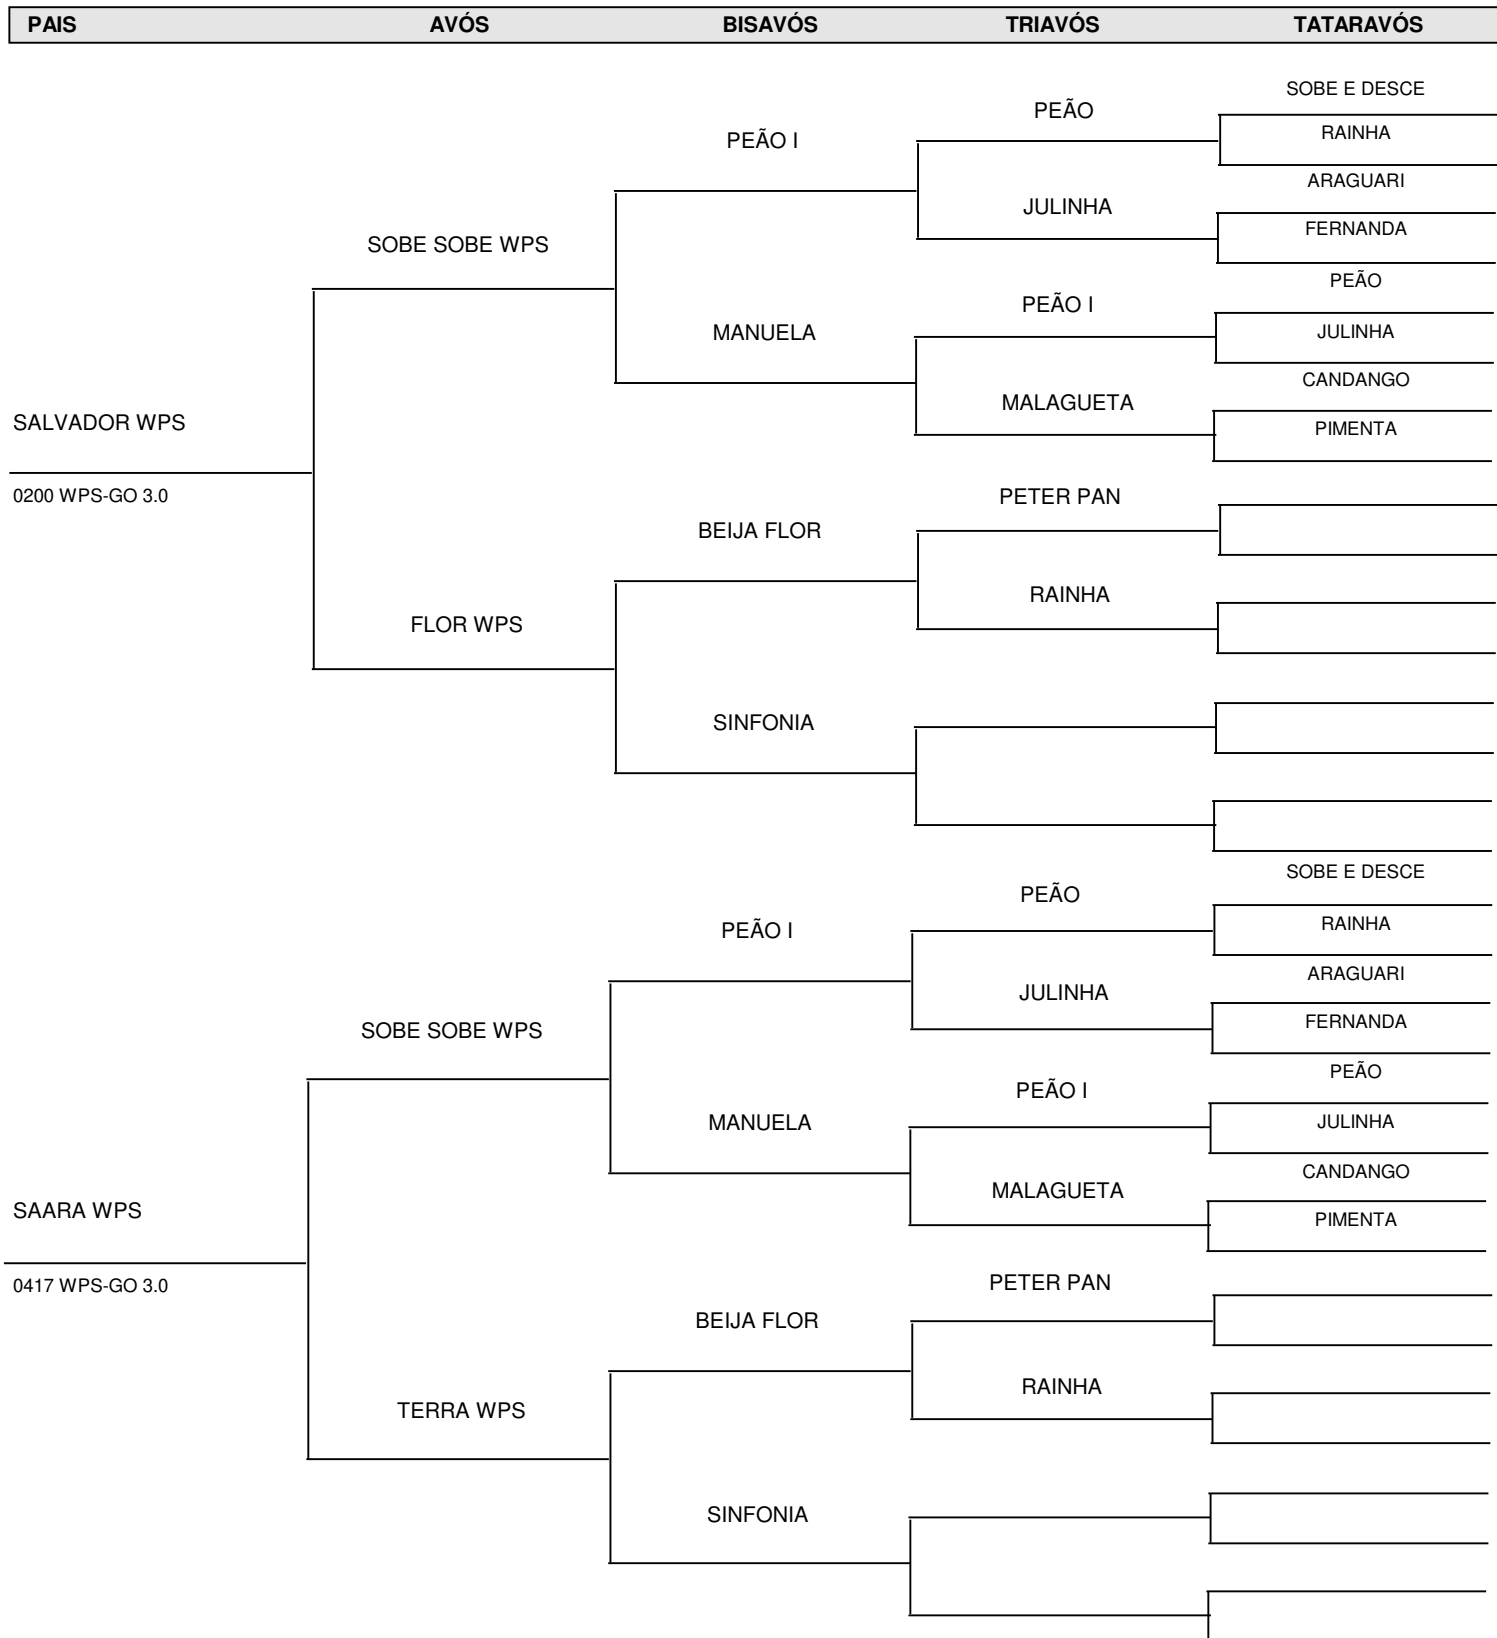 PAIS AVÓS BISAVÓS TRIAVÓS TATARAVÓS
SOBE E DESCE
PEÃO
RAINHA
PEÃO I
ARAGUARI
JULINHA
FERNANDA
SOBE SOBE WPS
PEÃO
PEÃO I
JULINHA
MANUELA
CANDANGO
MALAGUETA
SALVADOR WPS
PIMENTA
0200 WPS-GO 3.0
PETER PAN
BEIJA FLOR
RAINHA
FLOR WPS
SINFONIA
SOBE E DESCE
PEÃO
RAINHA
PEÃO I
ARAGUARI
JULINHA
FERNANDA
SOBE SOBE WPS
PEÃO
PEÃO I
JULINHA
MANUELA
CANDANGO
MALAGUETA
SAARA WPS
PIMENTA
0417 WPS-GO 3.0
PETER PAN
BEIJA FLOR
RAINHA
TERRA WPS
SINFONIA